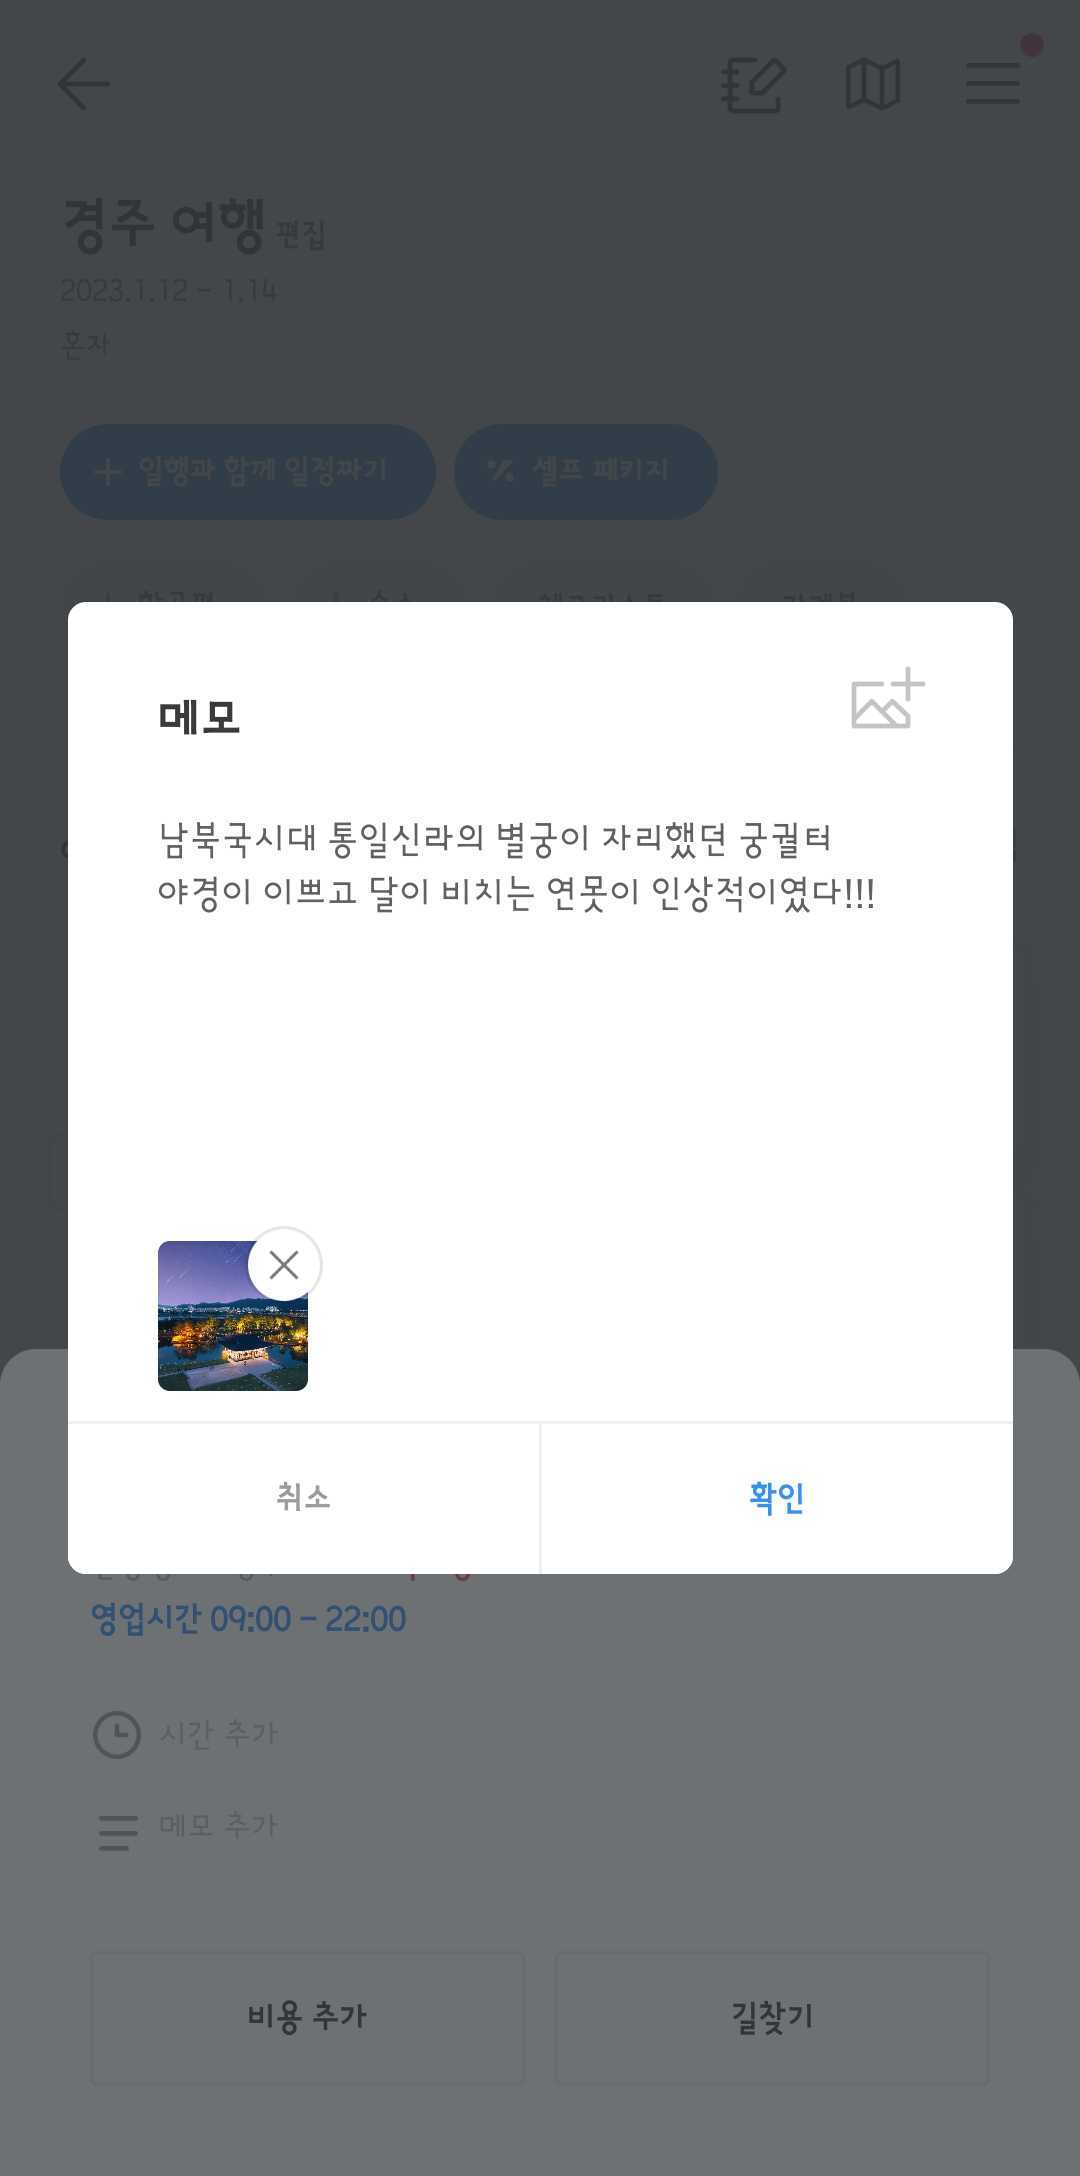 경주 여행 편집
2023.1.12 - 1.14
혼자
일행과 함께 일정짜기
셀프 패키지
메모
남북국시대 통일신라의 별궁이 자리했던 궁궐터
야경이 이쁘고 달이 비치는 연못이 인상적이였다!!!
취소
확인
영업시간 09:00 - 22:00
시간 추가
메모 추가
비용 추가
길찾기